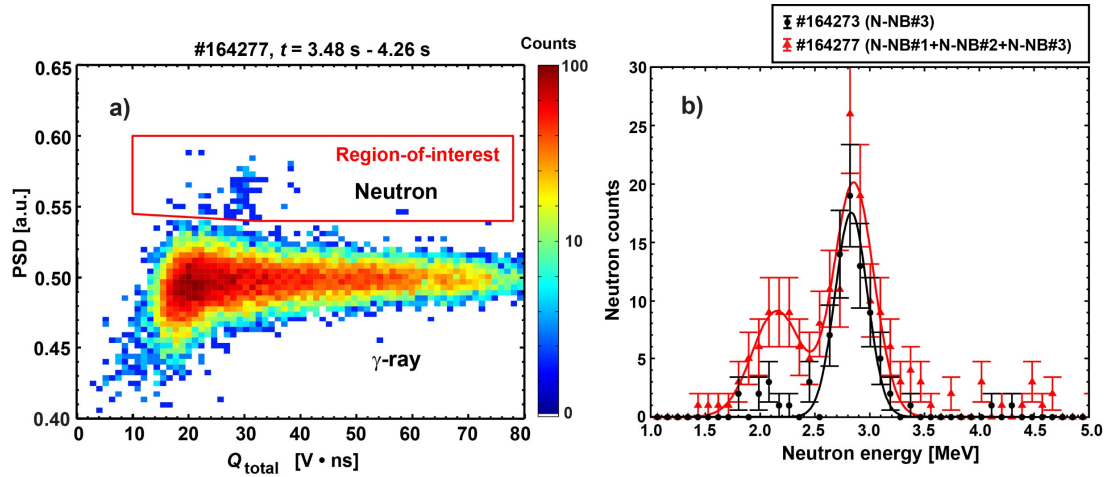 #164277, t = 3.48 s - 4.26 s
Counts
a)
Region-of-interest
Neutron
γ-ray
PSD [a.u.]
0.65
0.60
0.55
0.50
0.45
0.40
0 10 20 30 40 50 60 70 80
Qtotal [V • ns]
100
10
0
#164273 (N-NB#3)
#164277 (N-NB#1+N-NB#2+N-NB#3)
b)
Neutron counts
30
25
20
15
10
5
0
1.0 1.5 2.0 2.5 3.0 3.5 4.0 4.5 5.0
Neutron energy [MeV]